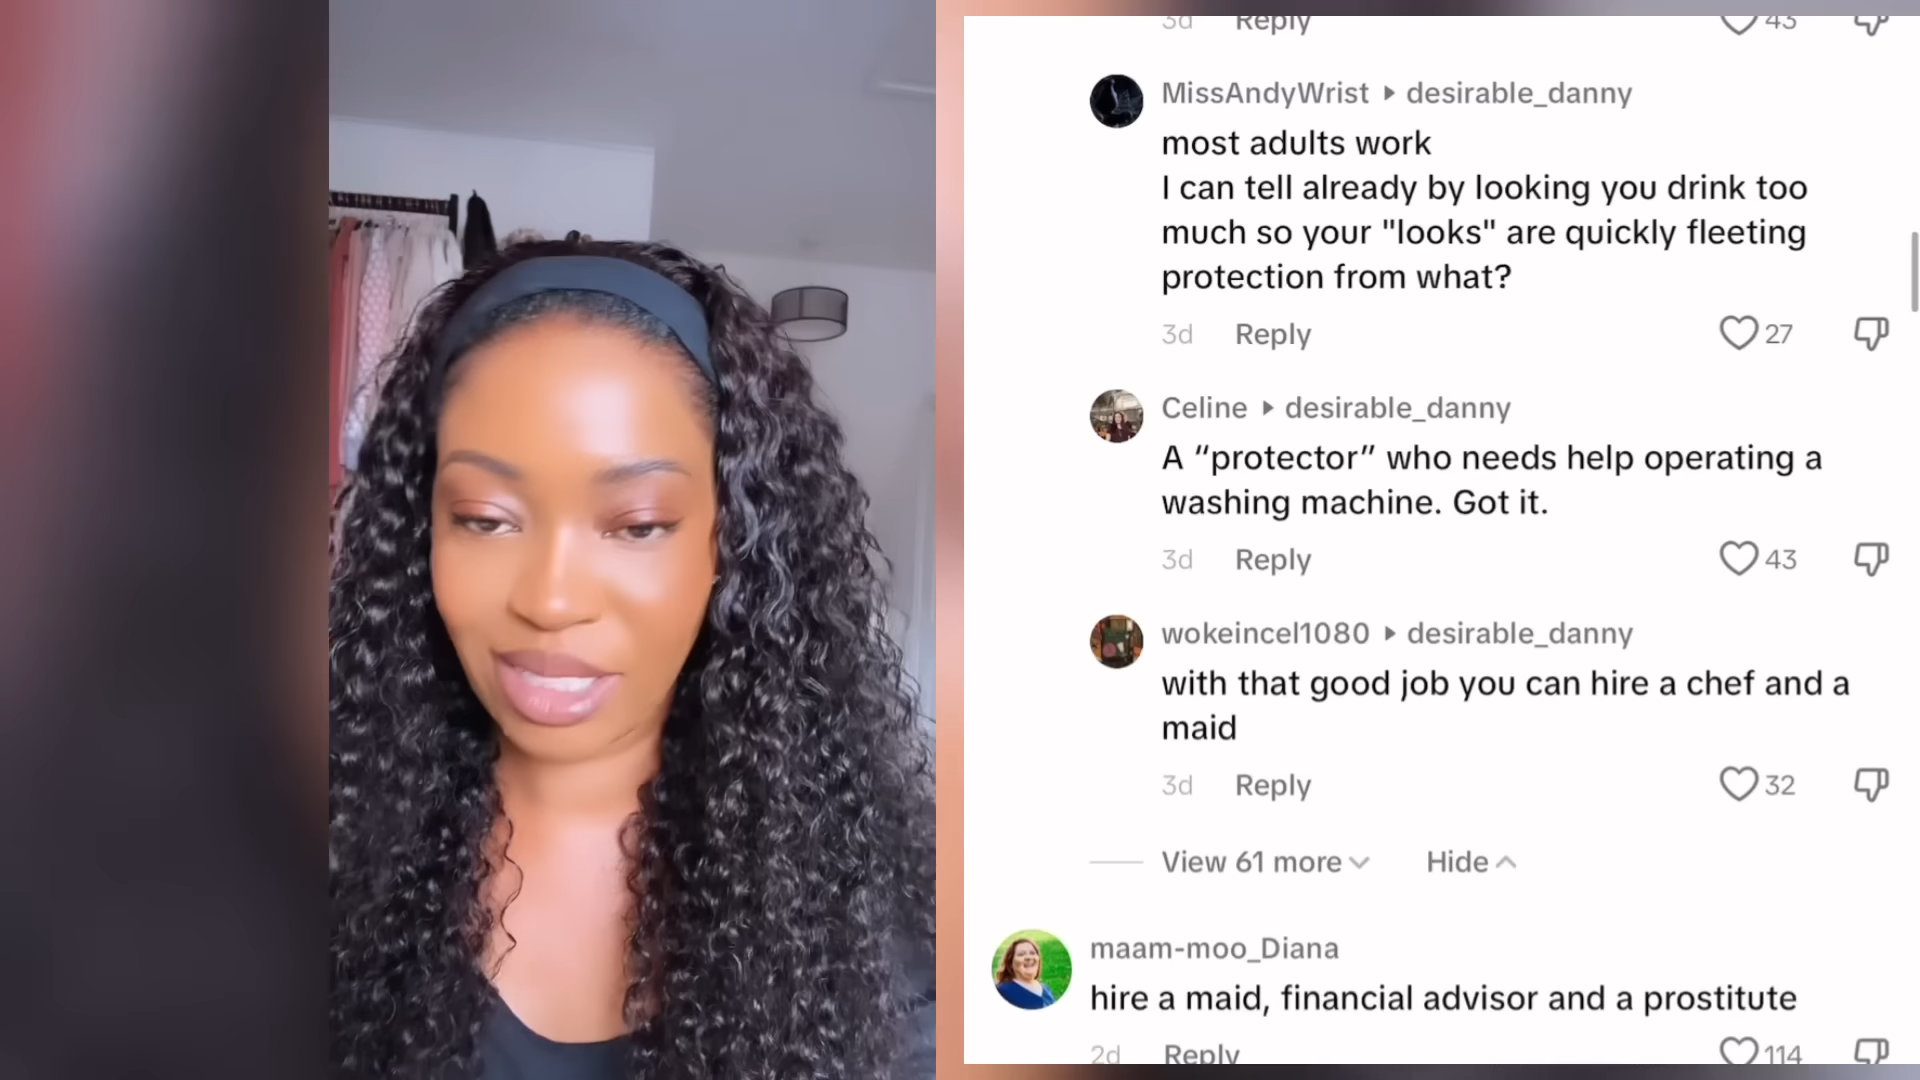 3d Reply 43
MissAndyWrist desirable_danny
most adults work
I can tell already by looking you drink too
much so your "looks" are quickly fleeting
protection from what?
3d Reply 27
Celine desirable_danny
A “protector” who needs help operating a
washing machine. Got it.
3d Reply 43
wokeincel1080 desirable_danny
with that good job you can hire a chef and a
maid
3d Reply 32
View 61 more Hide
maam-moo_Diana
hire a maid, financial advisor and a prostitute
2d Reply 114